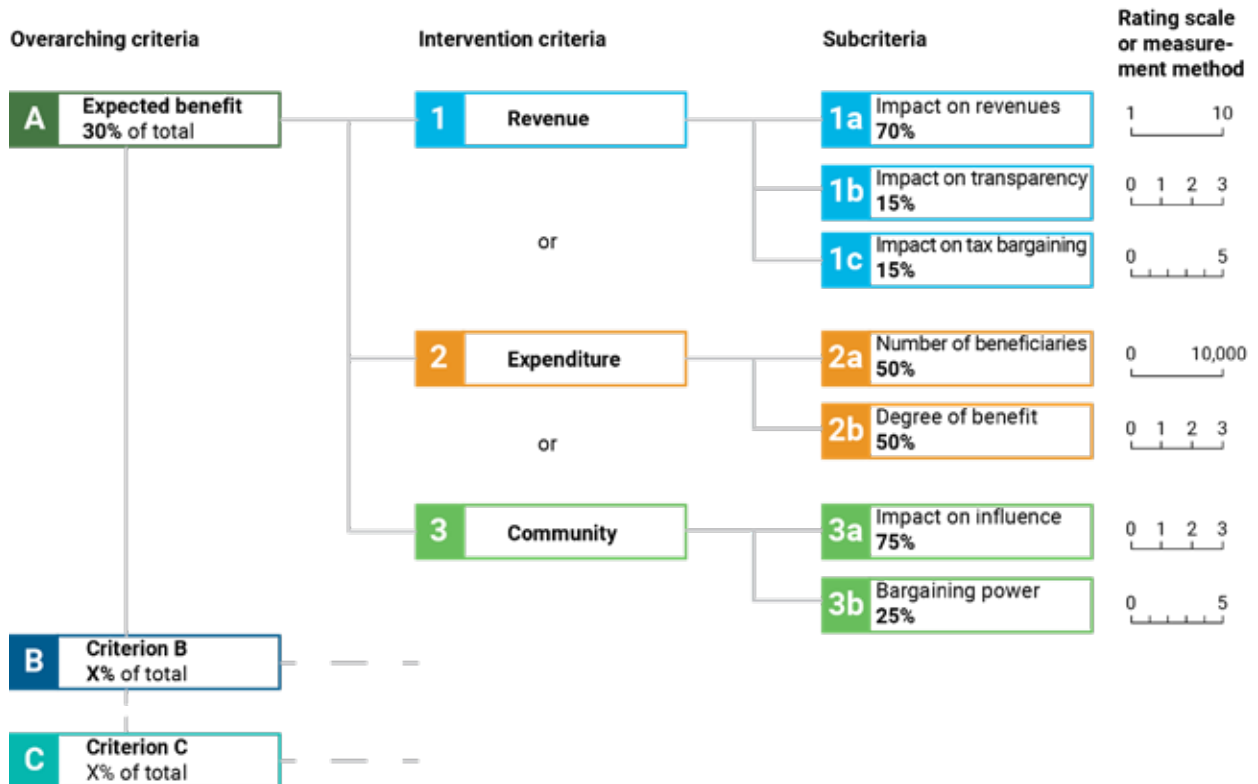 Overarching criteria
Intervention criteria
Subcriteria
Rating scale
or measure-
ment method
A
Expected benefit
30% of total
1
Revenue
1a
Impact on revenues
70%
1 10
1b
Impact on transparency
15%
0 1 2 3
or
1c
Impact on tax bargaining
15%
0 5
2
Expenditure
2a
Number of beneficiaries
50%
0 10,000
2b
Degree of benefit
50%
0 1 2 3
or
3
Community
3a
Impact on influence
75%
0 1 2 3
3b
Bargaining power
25%
0 5
B
Criterion B
X% of total
C
Criterion C
X% of total